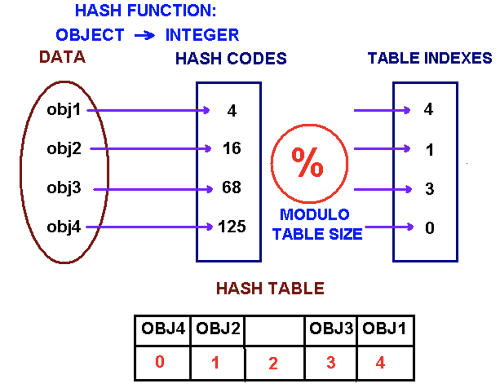 HASH FUNCTION:
OBJECT → INTEGER
DATA HASH CODES TABLE INDEXES
obj1 4 4
obj2 16 1
obj3 68 3
obj4 125 0
%
MODULO
TABLE SIZE
HASH TABLE
OBJ4 OBJ2 OBJ3 OBJ1
0 1 2 3 4